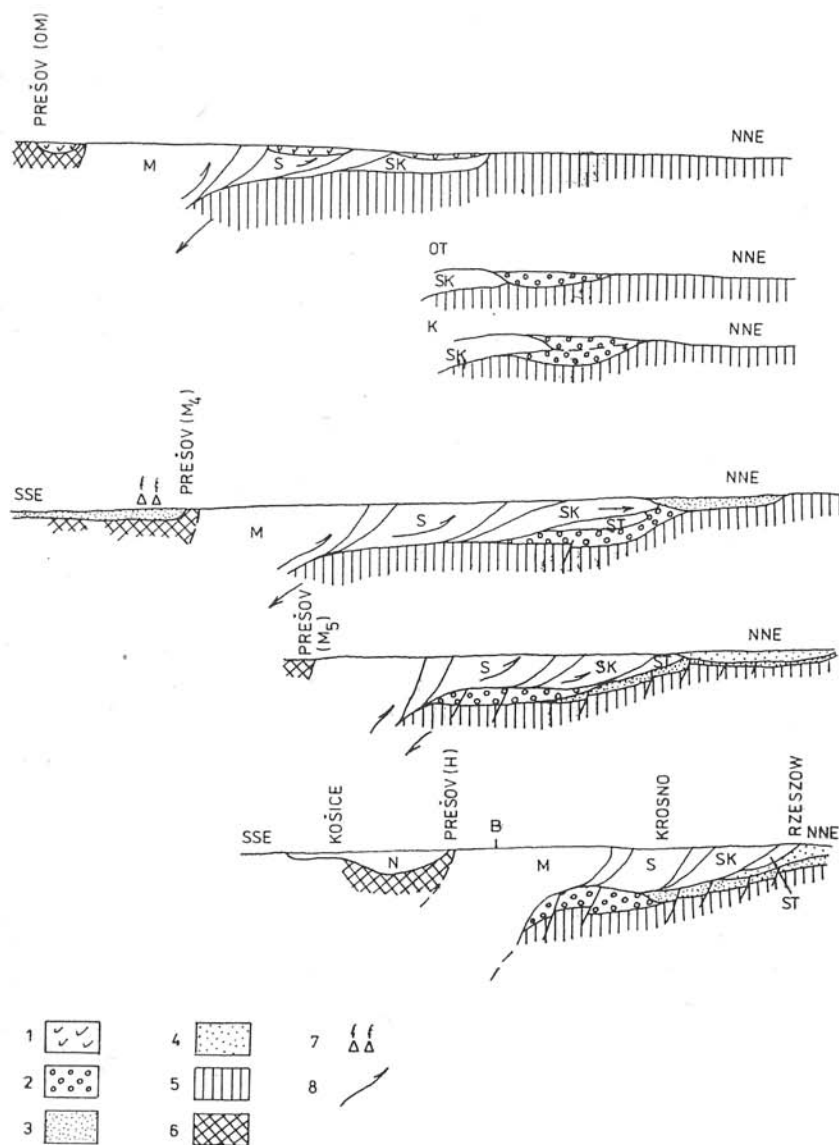 PREŠOV (OM)
NNE
M S SK
OT NNE
SK
K NNE
SK
PREŠOV (M4)
SSE NNE
M S SK ST
PREŠOV (M5)
NNE
S SK ST
SSE KOŠICE PREŠOV (H) B KROSNO RZESZOW NNE
N M S SK ST
1 4 7
2 5 8
3 6